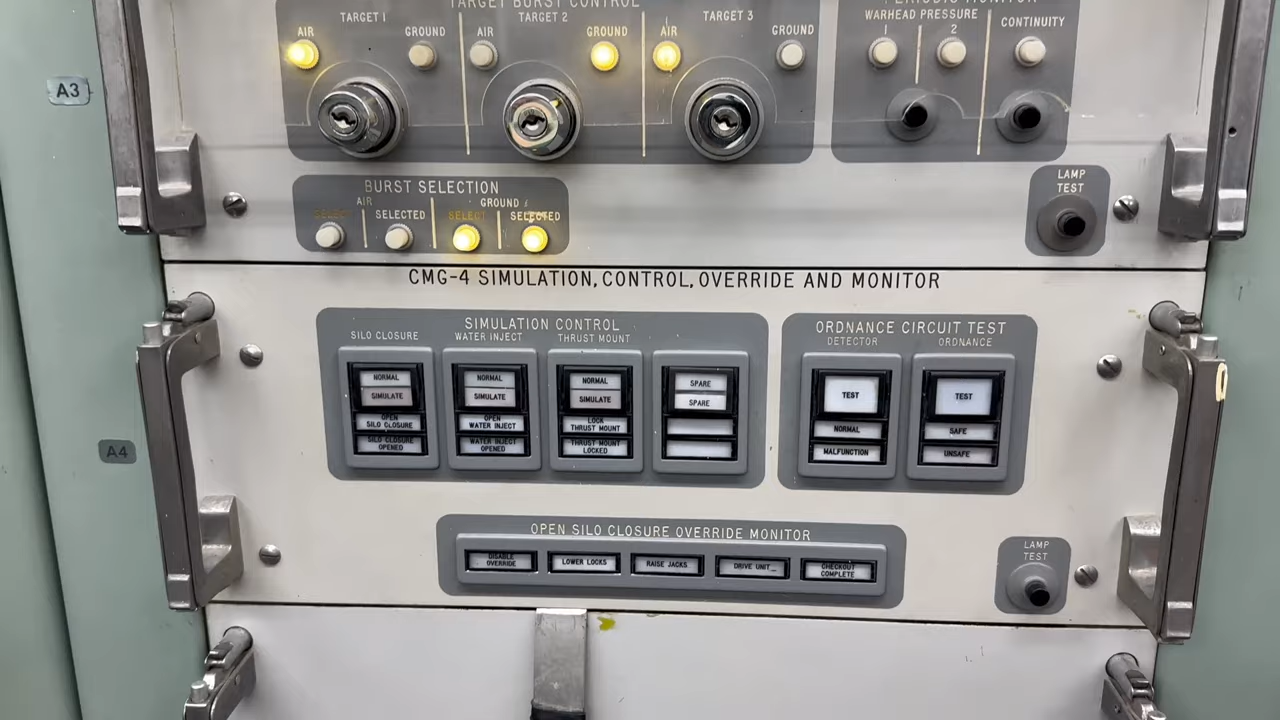 TARGET BURST CONTROL
PERIODIC MONITOR
TARGET 1
TARGET 2
TARGET 3
WARHEAD PRESSURE
CONTINUITY
AIR
GROUND
AIR
GROUND
AIR
GROUND
1
2
A3
BURST SELECTION
AIR
GROUND
SELECT
SELECTED
SELECT
SELECTED
LAMP
TEST
CMG-4 SIMULATION, CONTROL, OVERRIDE AND MONITOR
SIMULATION CONTROL
SILO CLOSURE
WATER INJECT
THRUST MOUNT
NORMAL
SIMULATE
OPEN
SILO CLOSURE
SILO CLOSURE
OPENED
NORMAL
SIMULATE
OPEN
WATER INJECT
WATER INJECT
OPENED
NORMAL
SIMULATE
LOCK
THRUST MOUNT
THRUST MOUNT
LOCKED
SPARE
SPARE
ORDNANCE CIRCUIT TEST
DETECTOR
ORDNANCE
TEST
NORMAL
MALFUNCTION
TEST
SAFE
UNSAFE
A4
OPEN SILO CLOSURE OVERRIDE MONITOR
DISABLE
OVERRIDE
LOWER LOCKS
RAISE JACKS
DRIVE UNIT
CHECKOUT
COMPLETE
LAMP
TEST